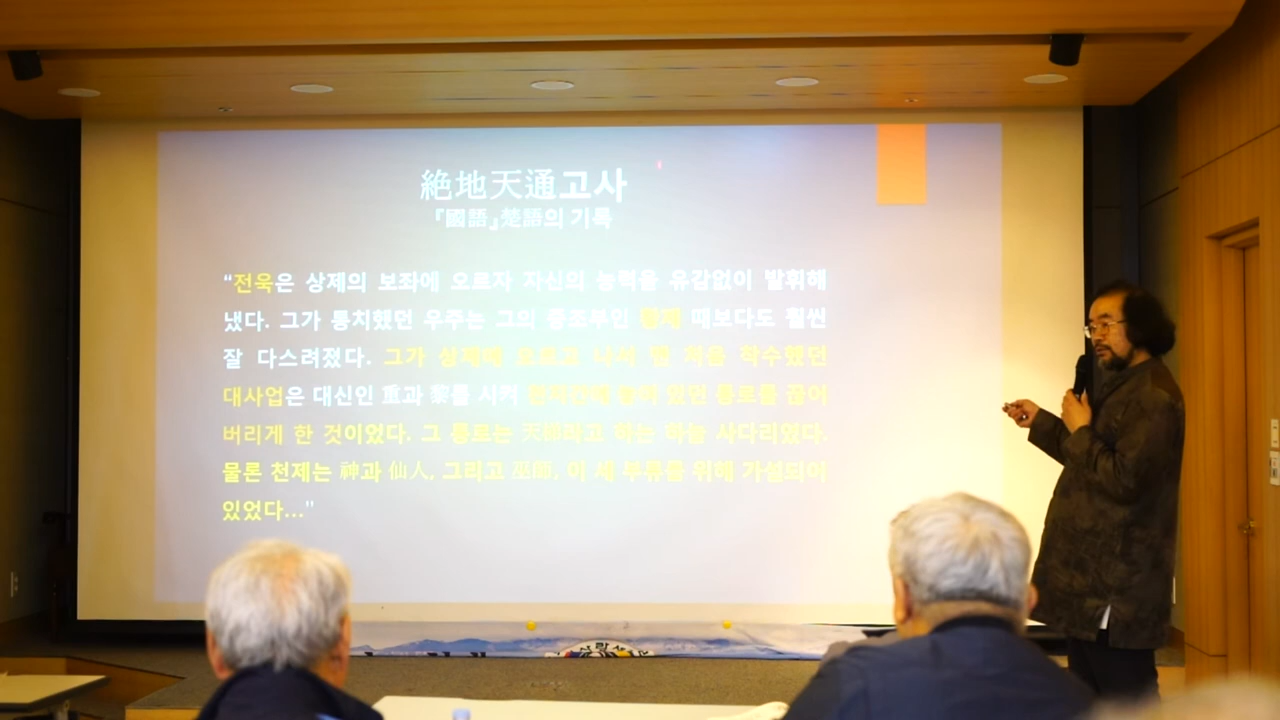 絶地天通고사
『國語』楚語의 기록
“전욱은 상제의 보좌에 오르자 자신의 능력을 유감없이 발휘해
냈다. 그가 통치했던 우주는 그의 증조부인 황제 때보다도 훨씬
잘 다스려졌다. 그가 상제에 오르고 나서 맨 처음 착수했던
대사업은 대신인 重과 黎를 시켜 천지간에 놓여 있던 통로를 끊어
버리게 한 것이었다. 그 통로는 天梯라고 하는 하늘 사다리였다.
물론 천제는 神과 仙人, 그리고 巫師, 이 세 부류를 위해 가설되어
있었다...”